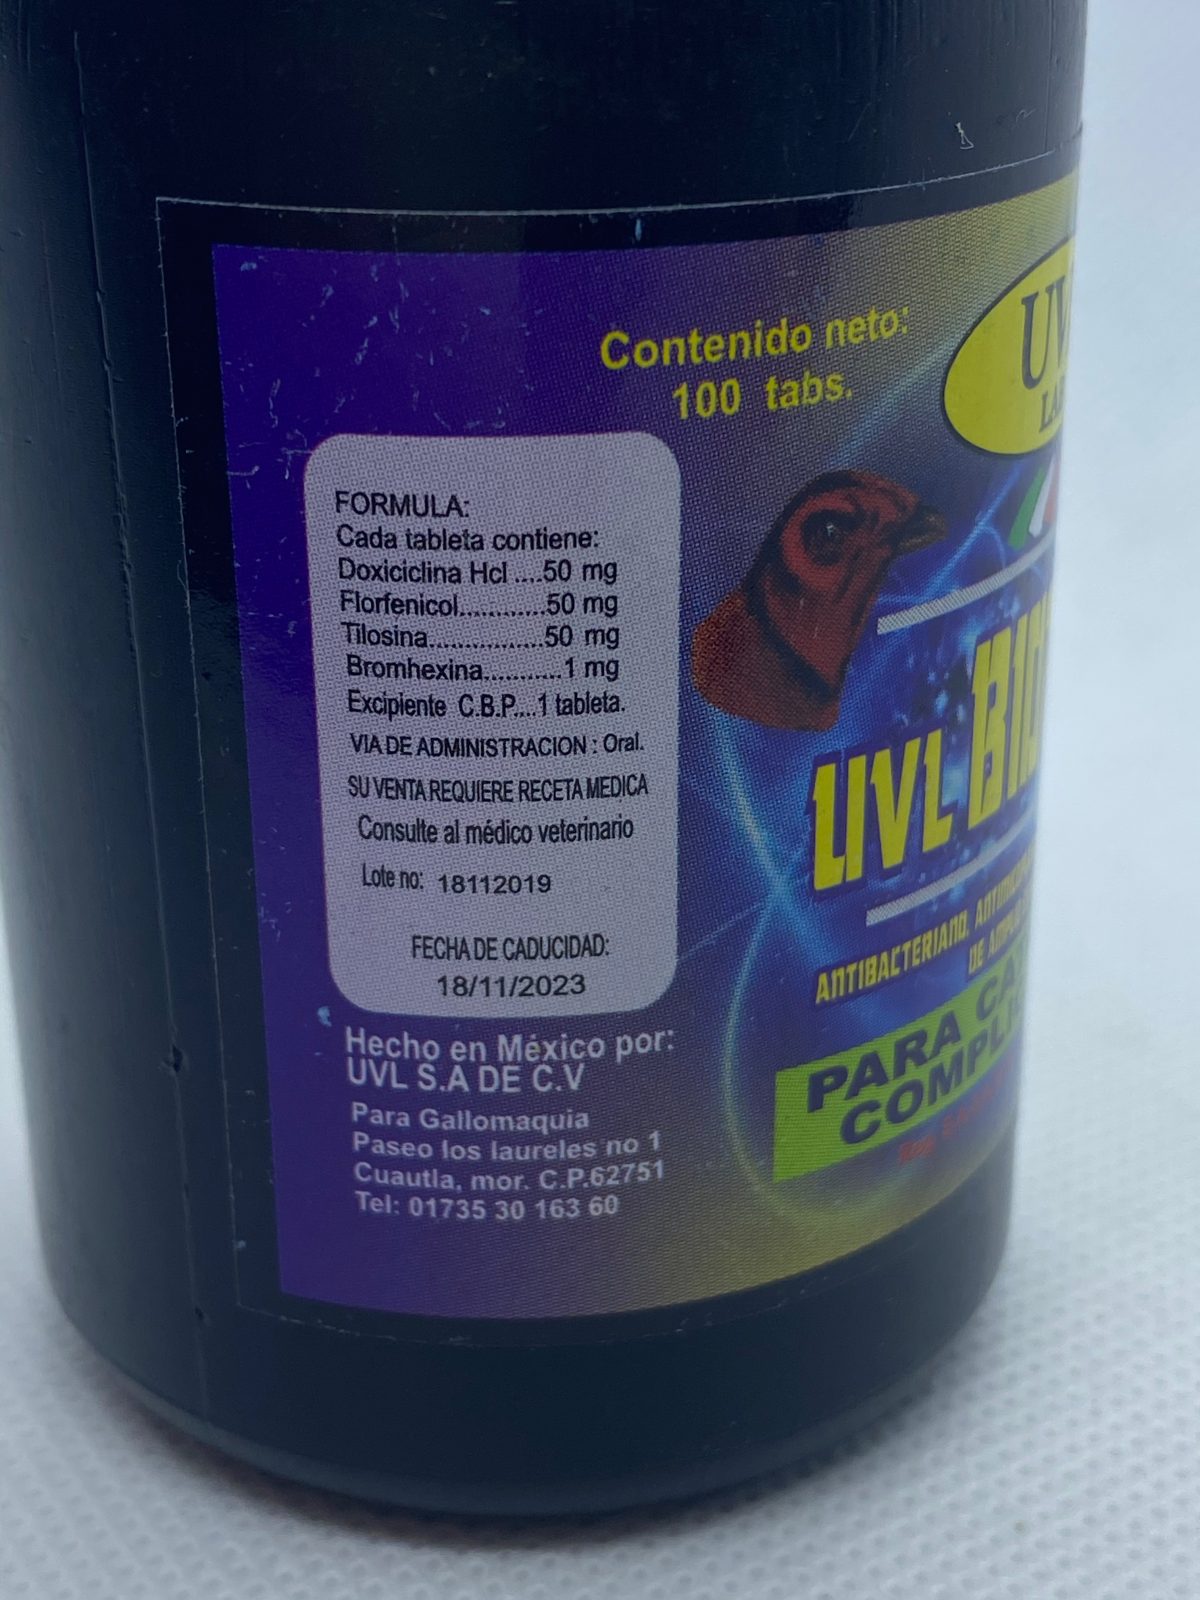 Contenido neto:
100 tabs.
FORMULA:
Cada tableta contiene:
Doxiciclina Hcl ....50 mg
Florfenicol............50 mg
Tilosina................50 mg
Bromhexina...........1 mg
Excipiente C.B.P....1 tableta.
VIA DE ADMINISTRACION : Oral.
SU VENTA REQUIERE RECETA MEDICA
Consulte al médico veterinario
Lote no: 18112019
FECHA DE CADUCIDAD:
18/11/2023
Hecho en México por:
UVL S.A DE C.V
Para Gallomaquia
Paseo los laureles no 1
Cuautla, mor. C.P.62751
Tel: 01735 30 163 60
UVL
ANTIBACTERIANO,
DE
PARA